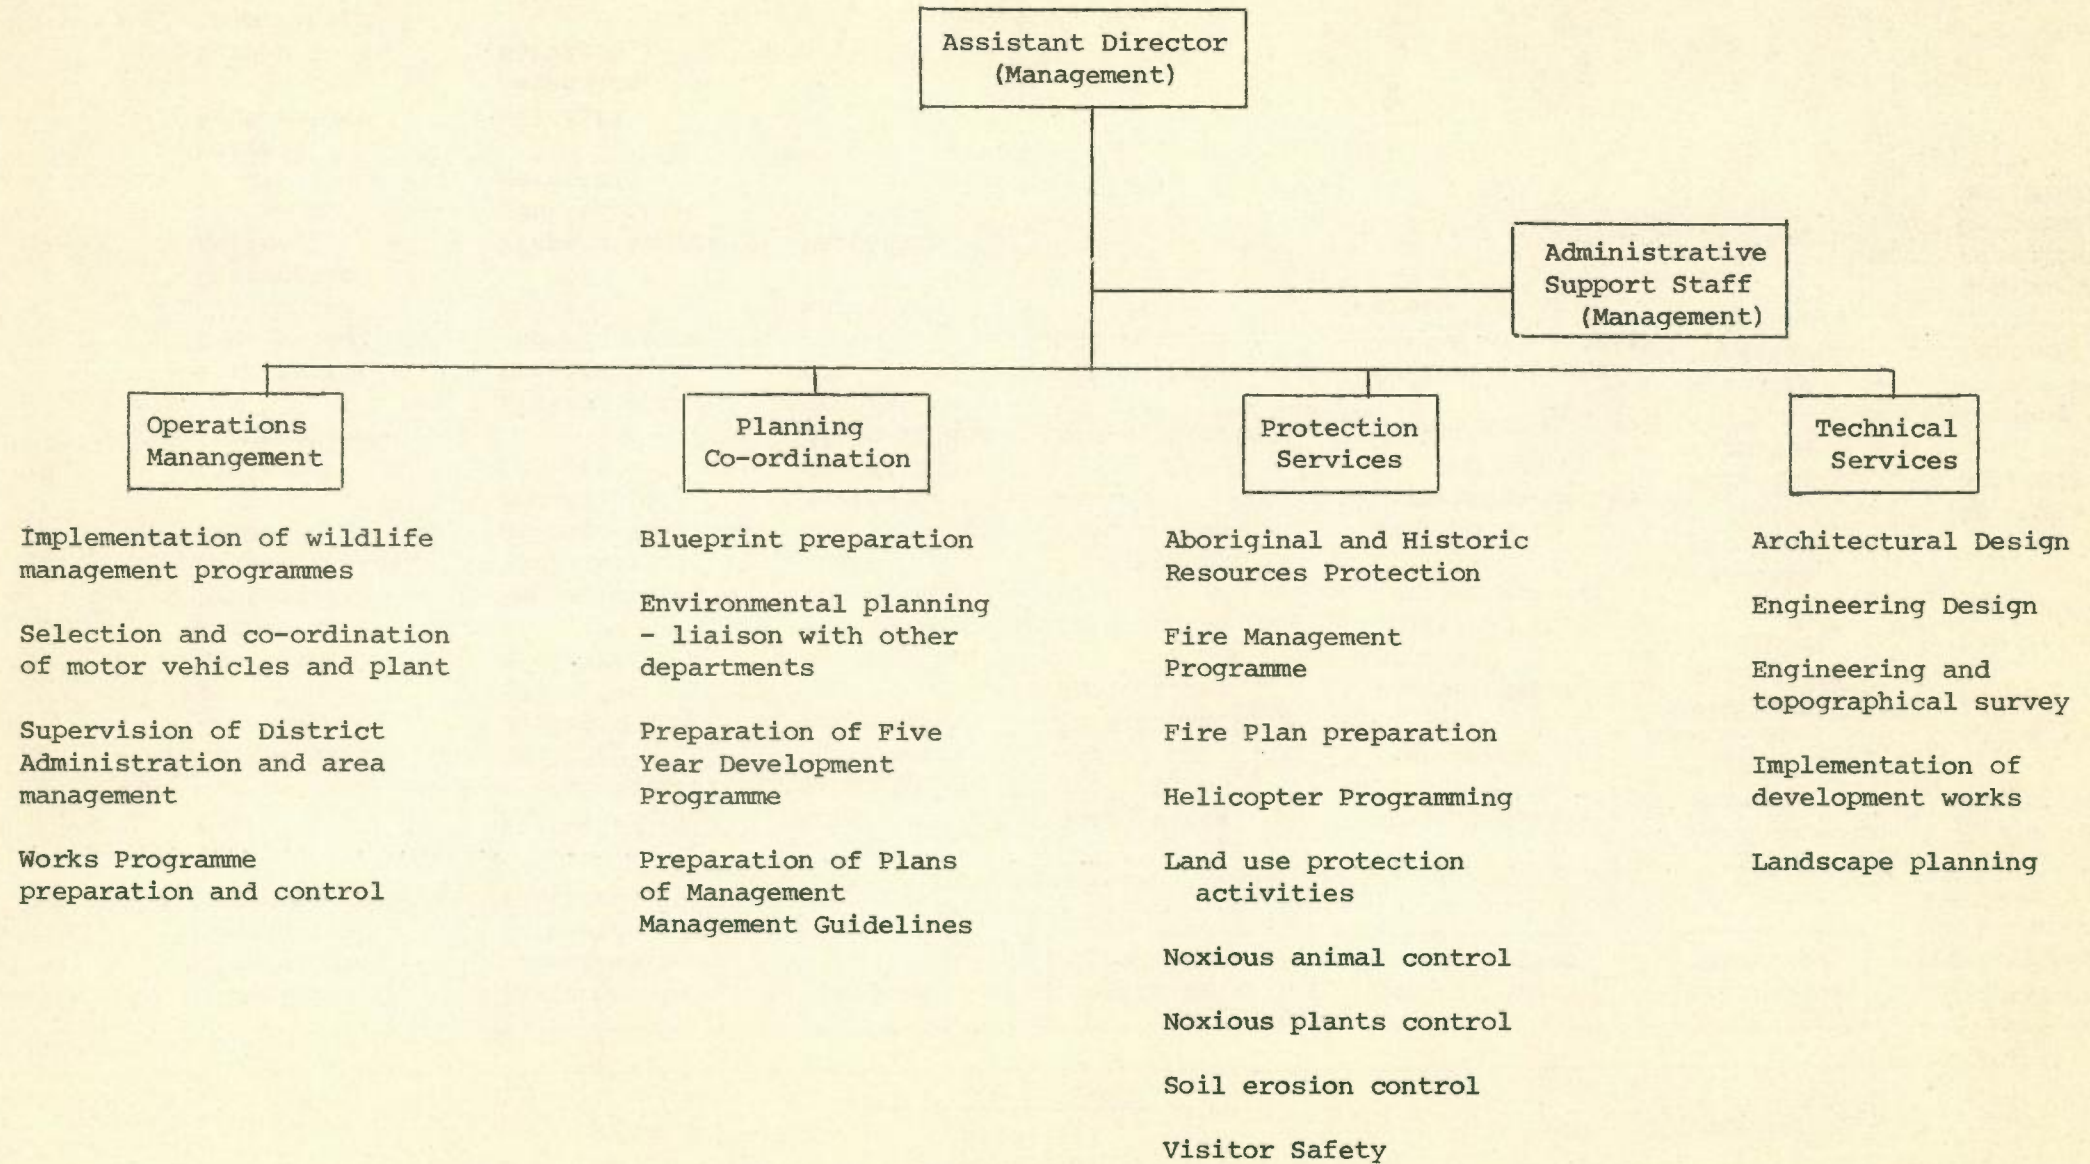 Assistant Director
(Management)
Administrative
Support Staff
(Management)
Operations
Manangement
Implementation of wildlife
management programmes
Selection and co-ordination
of motor vehicles and plant
Supervision of District
Administration and area
management
Works Programme
preparation and control
Planning
Co-ordination
Blueprint preparation
Environmental planning
- liaison with other
departments
Preparation of Five
Year Development
Programme
Preparation of Plans
of Management
Management Guidelines
Protection
Services
Aboriginal and Historic
Resources Protection
Fire Management
Programme
Fire Plan preparation
Helicopter Programming
Land use protection
activities
Noxious animal control
Noxious plants control
Soil erosion control
Visitor Safety
Technical
Services
Architectural Design
Engineering Design
Engineering and
topographical survey
Implementation of
development works
Landscape planning